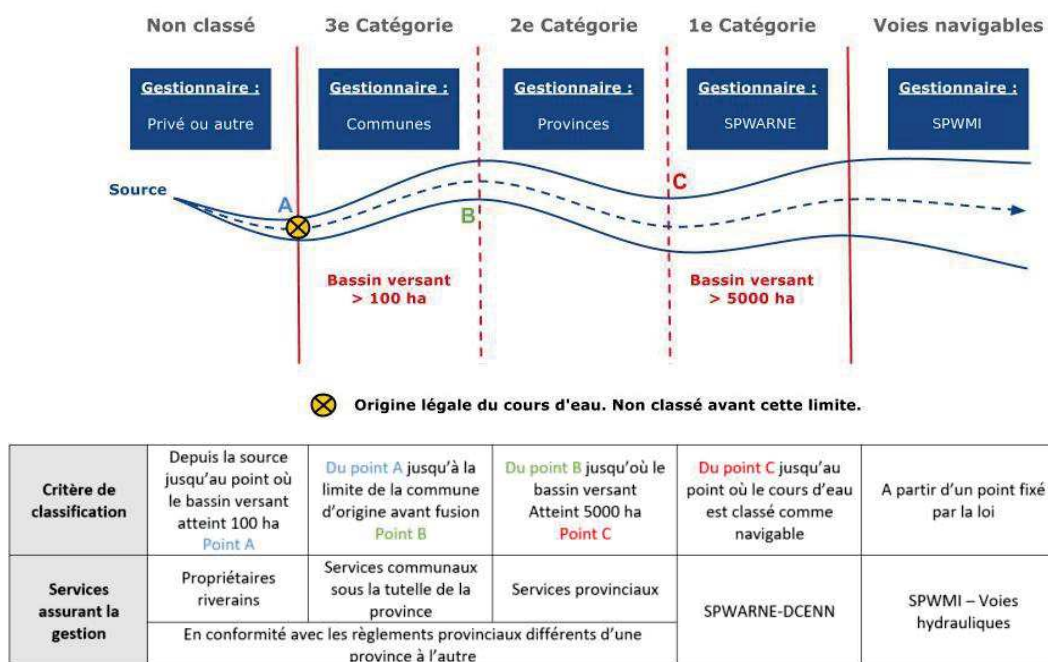 Non classé
3e Catégorie
2e Catégorie
1e Catégorie
Voies navigables
Gestionnaire :
Privé ou autre
Gestionnaire :
Communes
Gestionnaire :
Provinces
Gestionnaire :
SPWARNE
Gestionnaire :
SPWMI
Source
A
B
C
Bassin versant
> 100 ha
Bassin versant
> 5000 ha
Origine légale du cours d'eau. Non classé avant cette limite.
Critère de
classification
Depuis la source
jusqu'au point où
le bassin versant
atteint 100 ha
Point A
Du point A jusqu'à la
limite de la commune
d'origine avant fusion
Point B
Du point B jusqu'où le
bassin versant
Atteint 5000 ha
Point C
Du point C jusqu'au
point où le cours d'eau
est classé comme
navigable
A partir d'un point fixé
par la loi
Services
assurant la
gestion
Propriétaires
riverains
Services communaux
sous la tutelle de la
province
Services provinciaux
SPWARNE-DCENN
SPWMI – Voies
hydrauliques
En conformité avec les règlements provinciaux différents d'une
province à l'autre